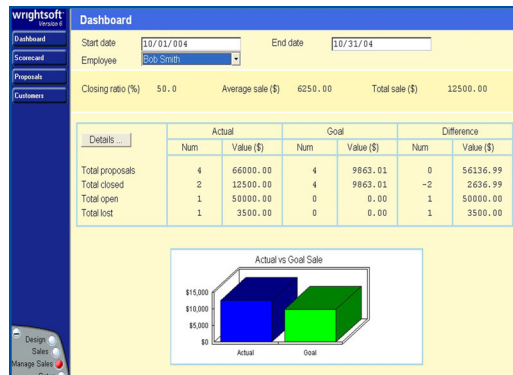 wrightsoft
Version 6
Dashboard
Scorecard
Proposals
Customers
Dashboard
Start date 10/01/004 End date 10/31/04
Employee Bob Smith
Closing ratio (%) 50.0 Average sale ($) 6250.00 Total sale ($) 12500.00
Details ... Actual Goal Difference
Num Value ($) Num Value ($) Num Value ($)
Total proposals 4 66000.00 4 9863.01 0 56136.99
Total closed 2 12500.00 4 9863.01 -2 2636.99
Total open 1 50000.00 0 0.00 1 50000.00
Total lost 1 3500.00 0 0.00 1 3500.00
Actual vs Goal Sale
$15,000
$10,000
$5,000
$0
Actual Goal
Design
Sales
Manage Sales